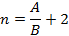 n = A/B + 2